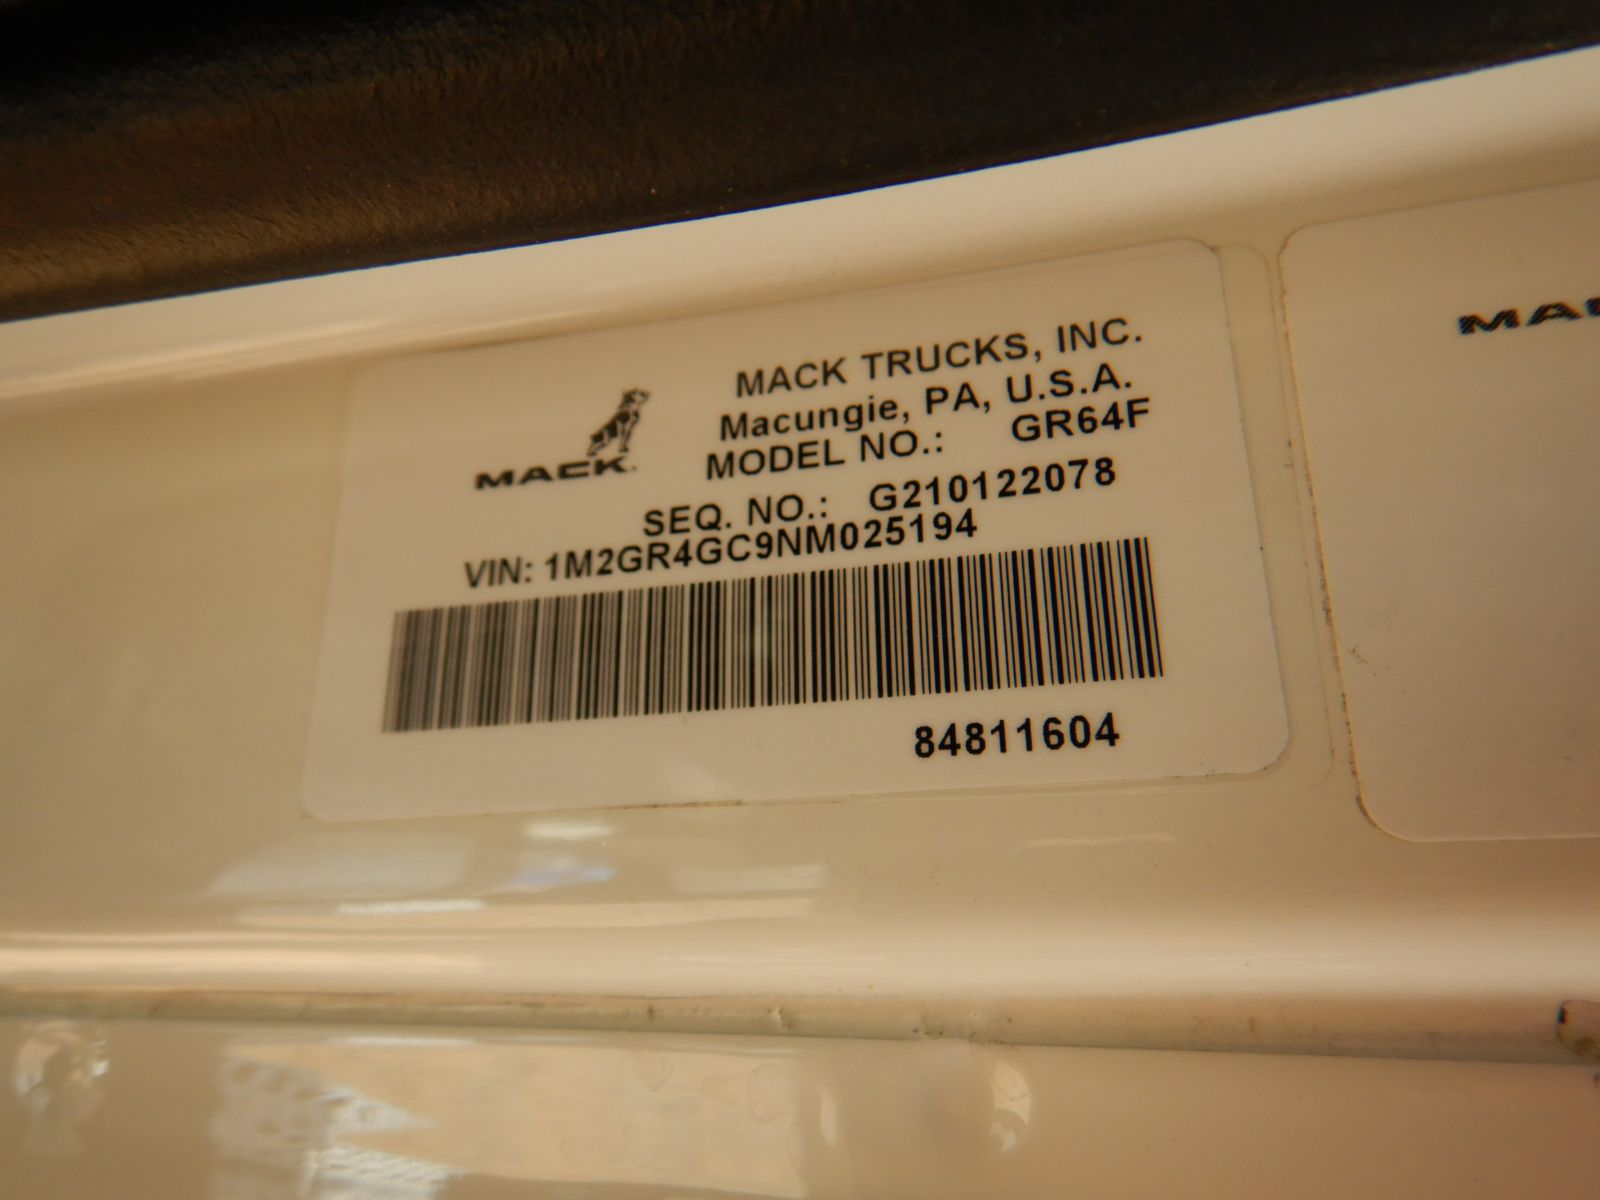 MACK TRUCKS, INC.
Macungie, PA, U.S.A.
MACK
MODEL NO.: GR64F
SEQ. NO.: G210122078
VIN: 1M2GR4GC9NM025194
84811604